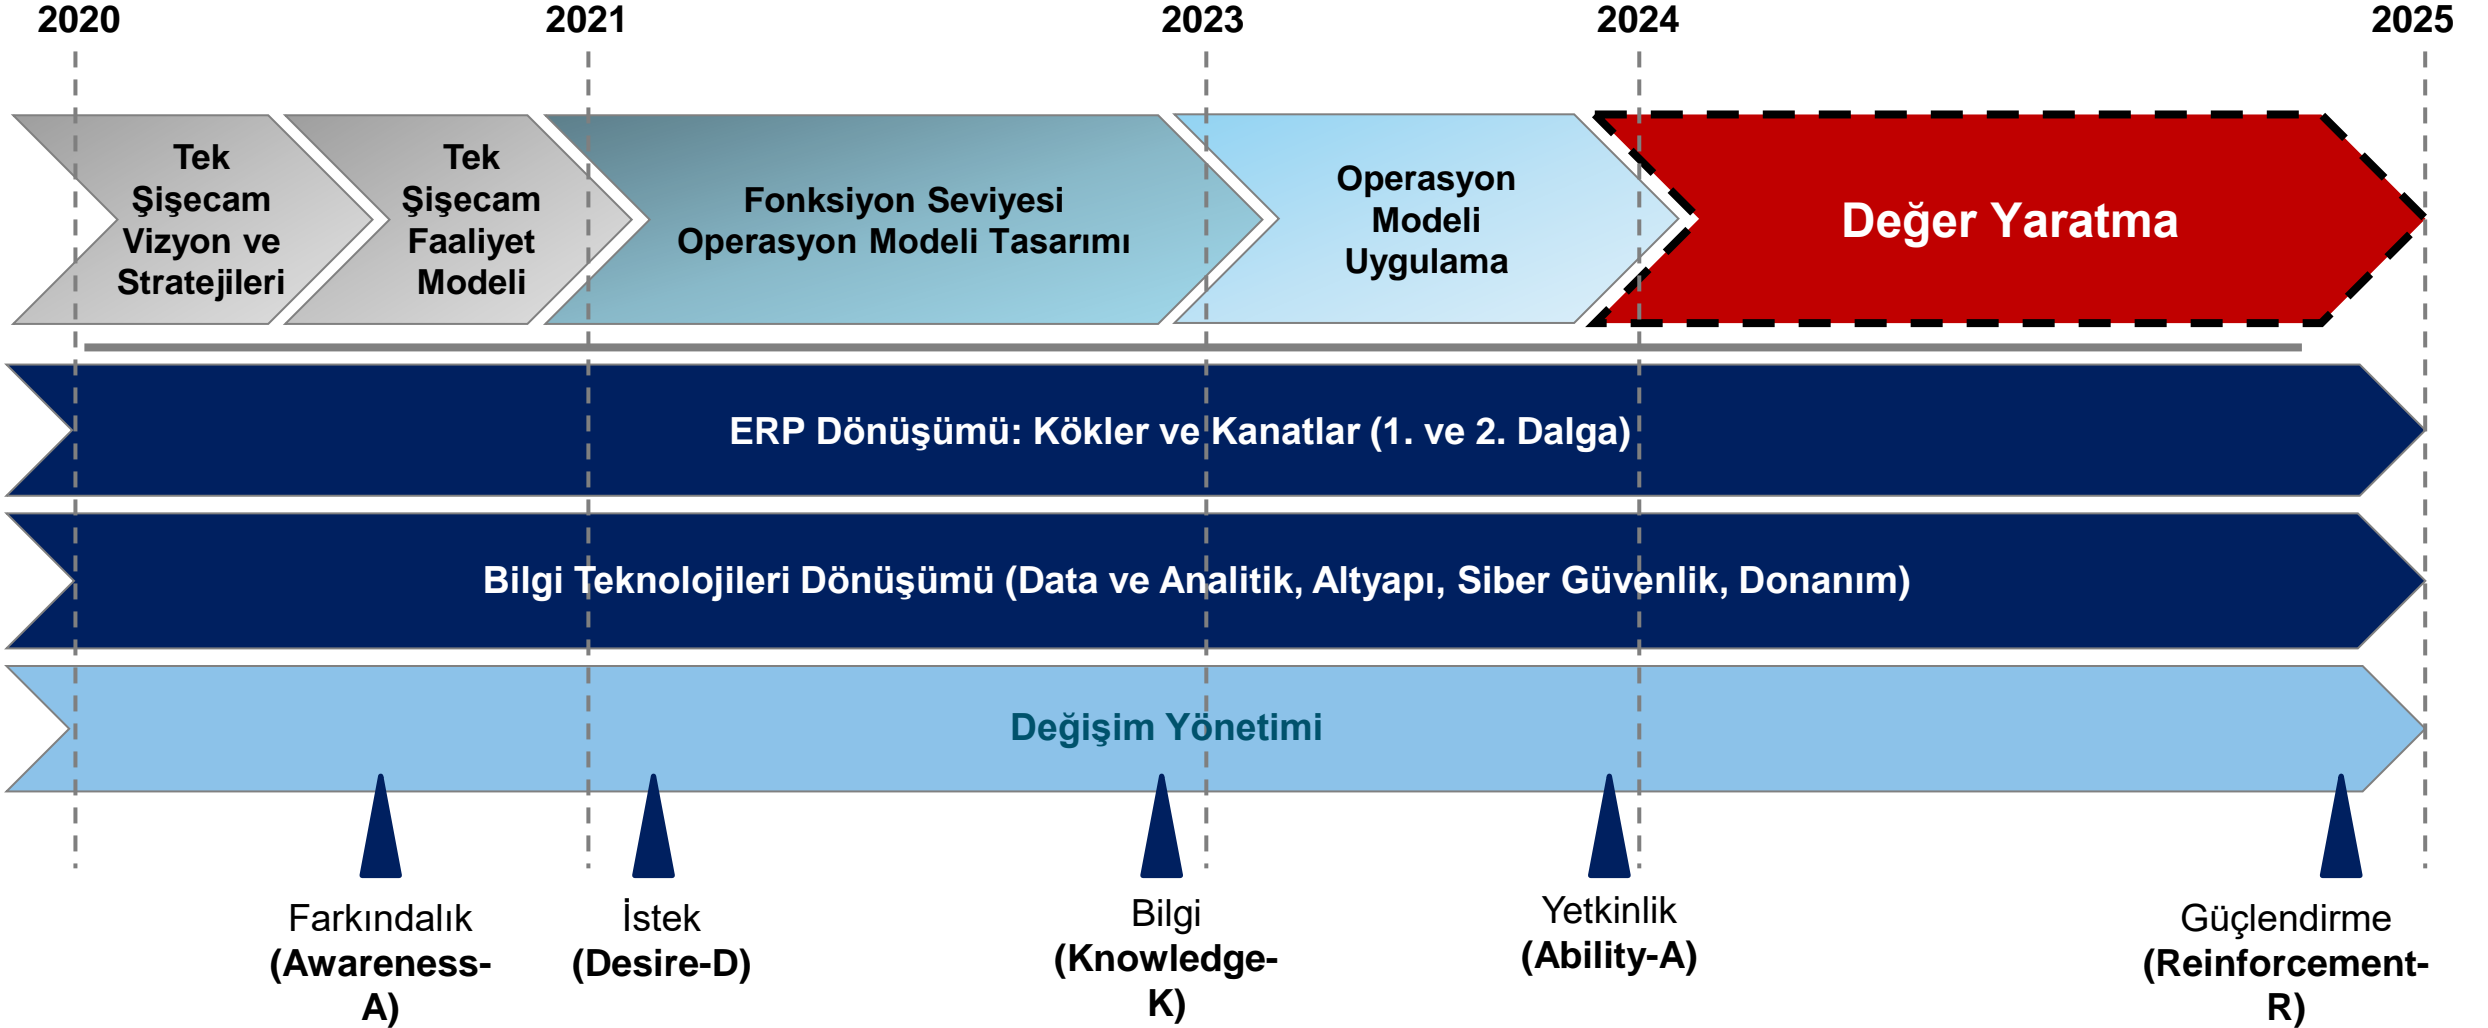 2020
2021
2023
2024
2025
Tek
Şişecam
Vizyon ve
Stratejileri
Tek
Şişecam
Faaliyet
Modeli
Fonksiyon Seviyesi
Operasyon Modeli Tasarımı
Operasyon
Modeli
Uygulama
Değer Yaratma
ERP Dönüşümü: Kökler ve Kanatlar (1. ve 2. Dalga)
Bilgi Teknolojileri Dönüşümü (Data ve Analitik, Altyapı, Siber Güvenlik, Donanım)
Değişim Yönetimi
Farkındalık
(Awareness-
A)
İstek
(Desire-D)
Bilgi
(Knowledge-
K)
Yetkinlik
(Ability-A)
Güçlendirme
(Reinforcement-
R)